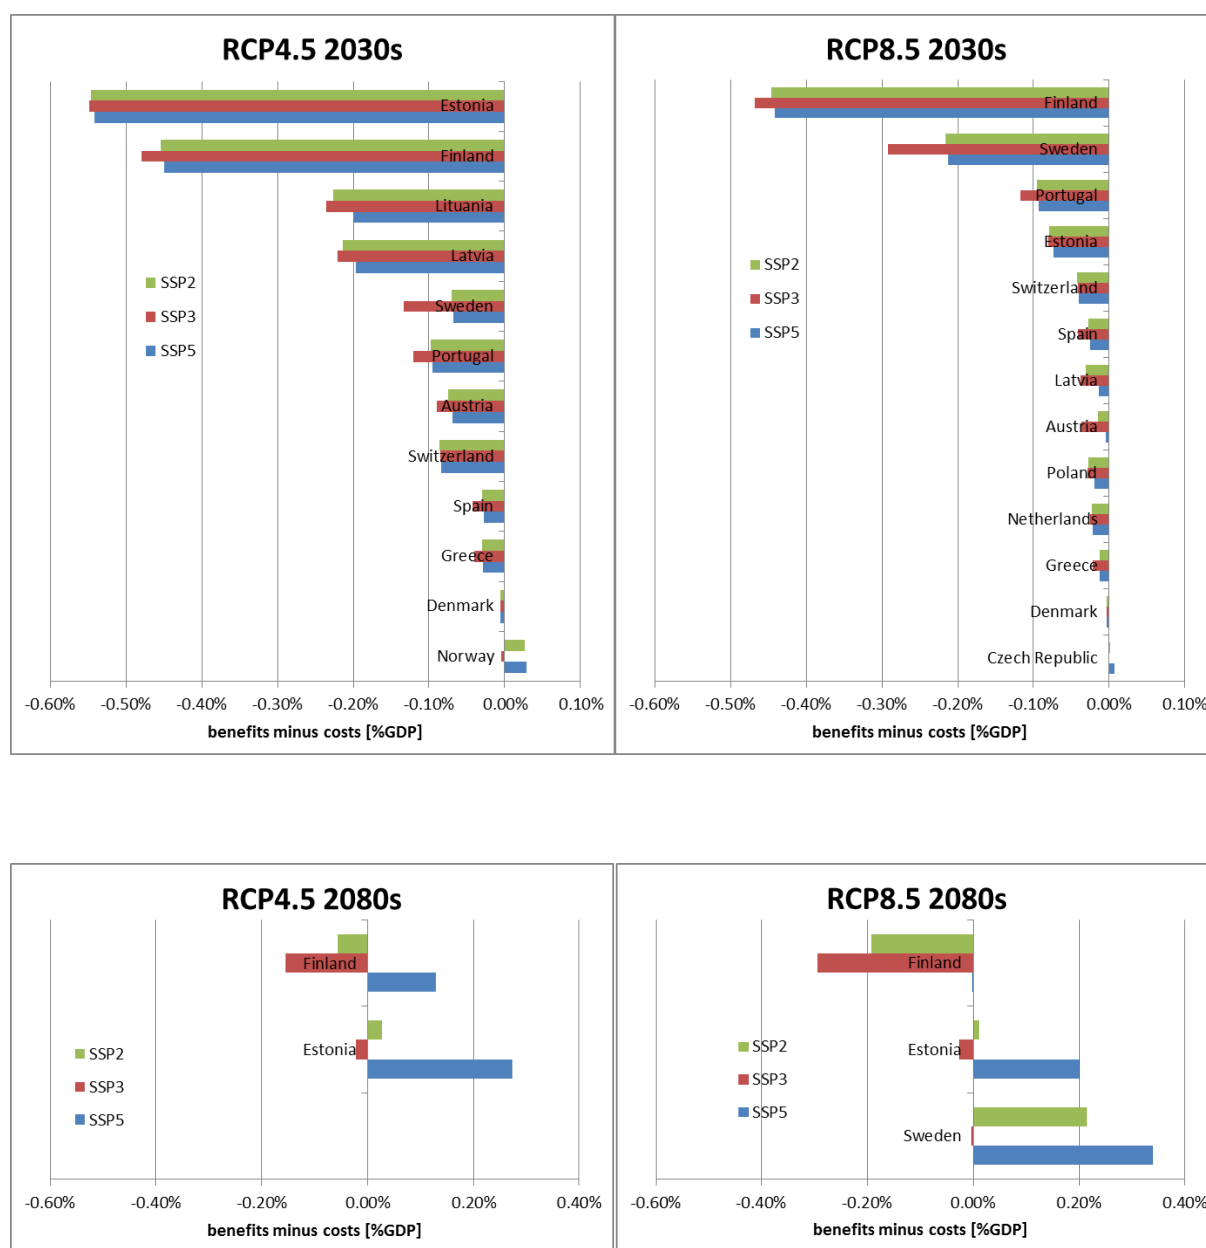 RCP4.5 2030s
Estonia
Finland
Lituania
Latvia
Sweden
Portugal
Austria
Switzerland
Spain
Greece
Denmark
Norway
SSP2
SSP3
SSP5
-0.60% -0.50% -0.40% -0.30% -0.20% -0.10% 0.00% 0.10%
benefits minus costs [%GDP]
RCP8.5 2030s
Finland
Sweden
Portugal
Estonia
Switzerland
Spain
Latvia
Austria
Poland
Netherlands
Greece
Denmark
Czech Republic
SSP2
SSP3
SSP5
-0.60% -0.50% -0.40% -0.30% -0.20% -0.10% 0.00% 0.10%
benefits minus costs [%GDP]
RCP4.5 2080s
Finland
Estonia
SSP2
SSP3
SSP5
-0.60% -0.40% -0.20% 0.00% 0.20% 0.40%
benefits minus costs [%GDP]
RCP8.5 2080s
Finland
Estonia
Sweden
SSP2
SSP3
SSP5
-0.60% -0.40% -0.20% 0.00% 0.20% 0.40%
benefits minus costs [%GDP]